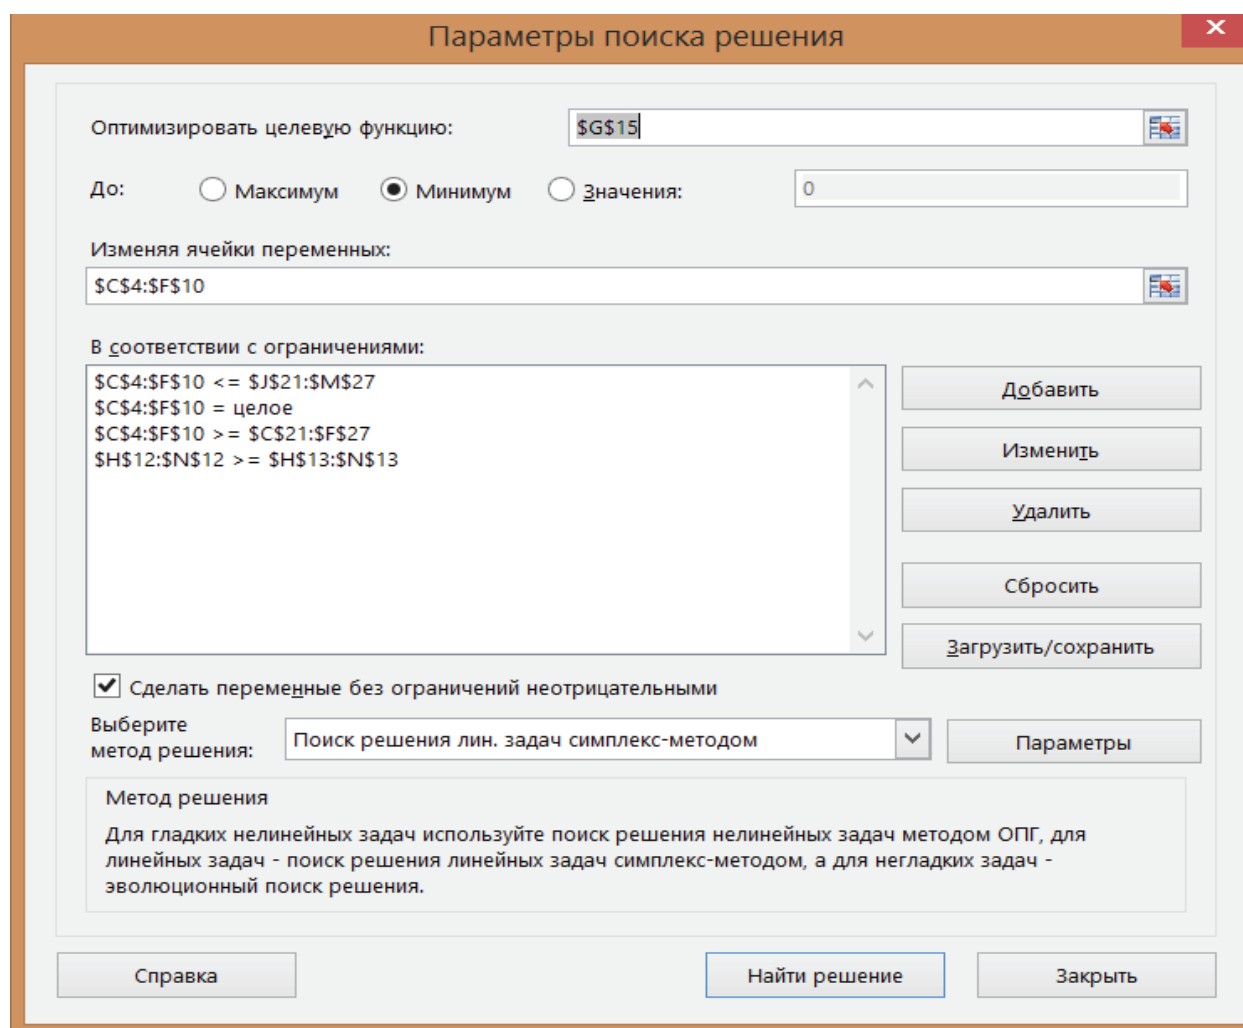 Параметры поиска решения
Оптимизировать целевую функцию:
$G$15
До:
Максимум
Минимум
Значения:
0
Изменяя ячейки переменных:
$C$4:$F$10
В соответствии с ограничениями:
$C$4:$F$10 <= $J$21:$M$27
$C$4:$F$10 = целое
$C$4:$F$10 >= $C$21:$F$27
$H$12:$N$12 >= $H$13:$N$13
Добавить
Изменить
Удалить
Сбросить
Загрузить/сохранить
Сделать переменные без ограничений неотрицательными
Выберите
метод решения:
Поиск решения лин. задач симплекс-методом
Параметры
Метод решения
Для гладких нелинейных задач используйте поиск решения нелинейных задач методом ОПГ, для
линейных задач - поиск решения линейных задач симплекс-методом, а для негладких задач -
эволюционный поиск решения.
Справка
Найти решение
Закрыть